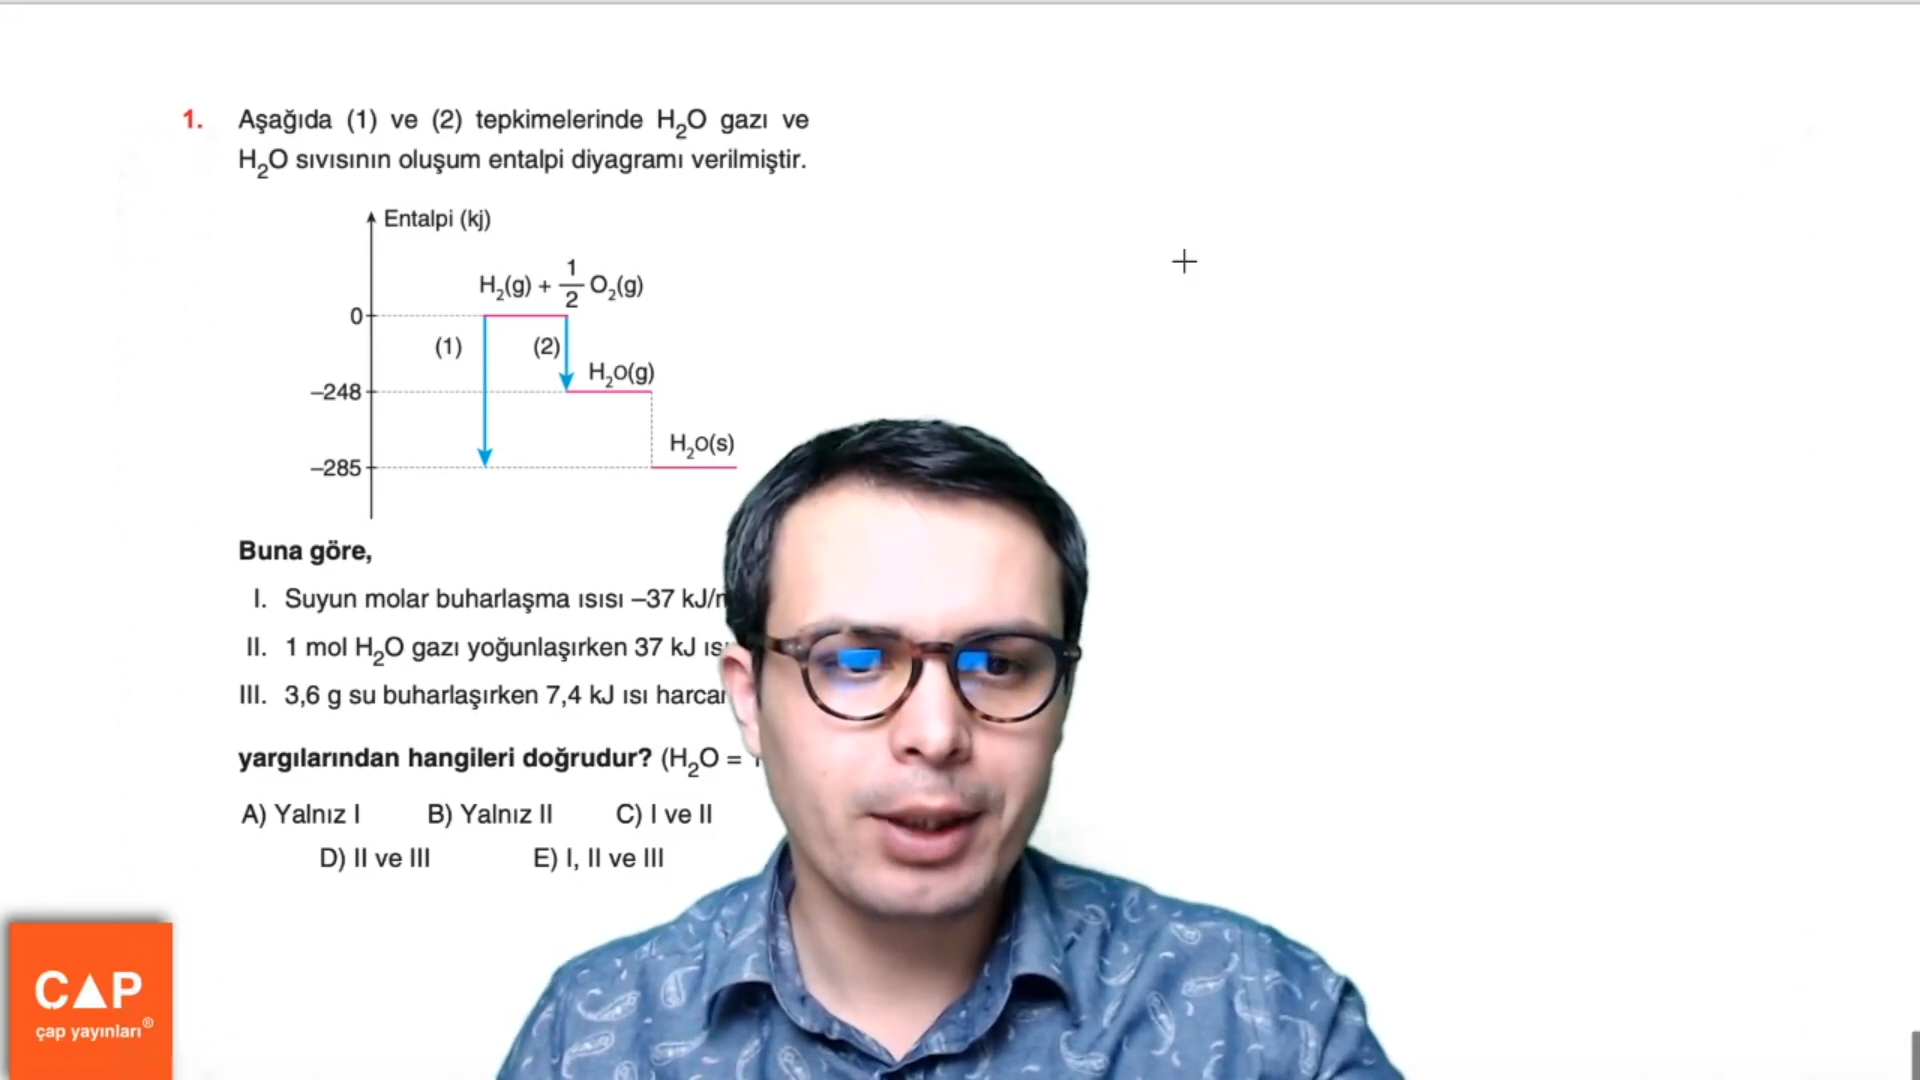 1. Aşağıda (1) ve (2) tepkimelerinde H₂O gazı ve
H₂O sıvısının oluşum entalpi diyagramı verilmiştir.
Entalpi (kj)
H₂(g) + 1/2 O₂(g)
0
(1) (2)
H₂O(g)
–248
H₂O(s)
–285
Buna göre,
I. Suyun molar buharlaşma ısısı –37
II. 1 mol H₂O gazı yoğunlaşırken 37 kJ
III. 3,6 g su buharlaşırken 7,4 kJ ısı
yargılarından hangileri doğrudur? (H₂O =
A) Yalnız I B) Yalnız II C) I ve II
D) II ve III E) I, II ve III
CAP
çap yayınları®